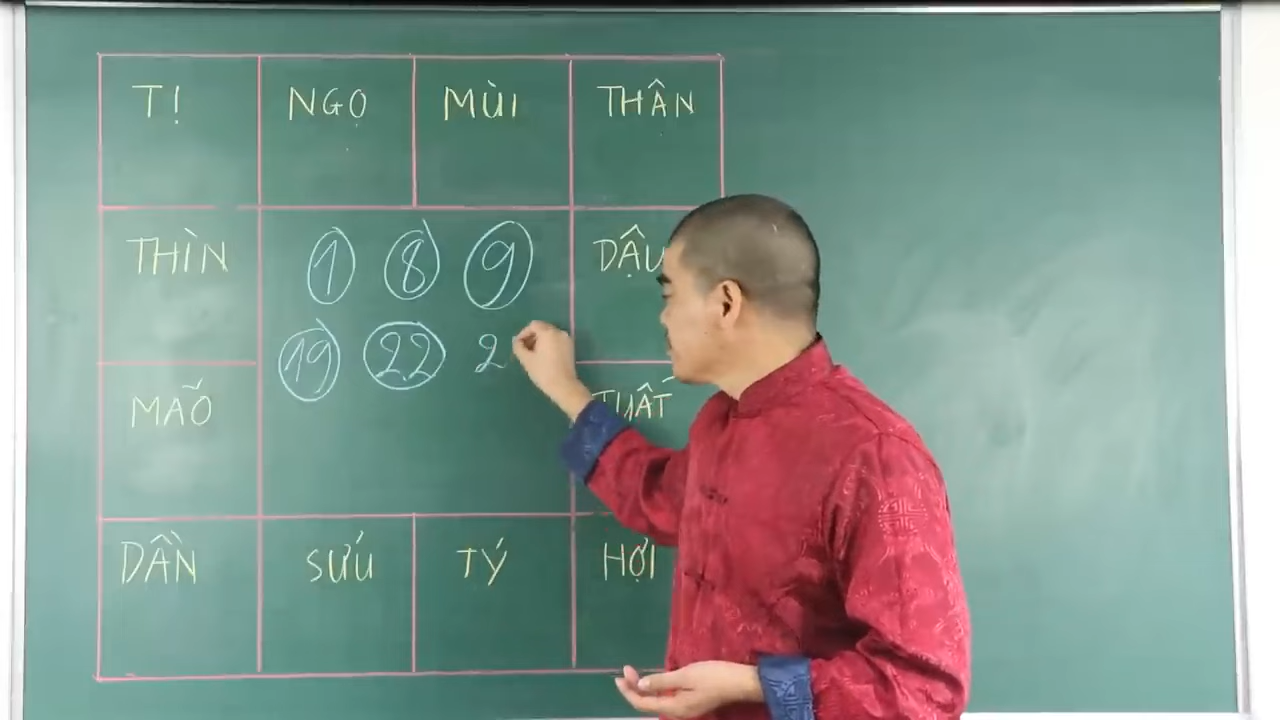 TỊ NGỌ MÙI THÂN
THÌN 1 8 9 DẬU
19 22 2
MÃO TUẤT
DẦN SỬU TÝ HỢI